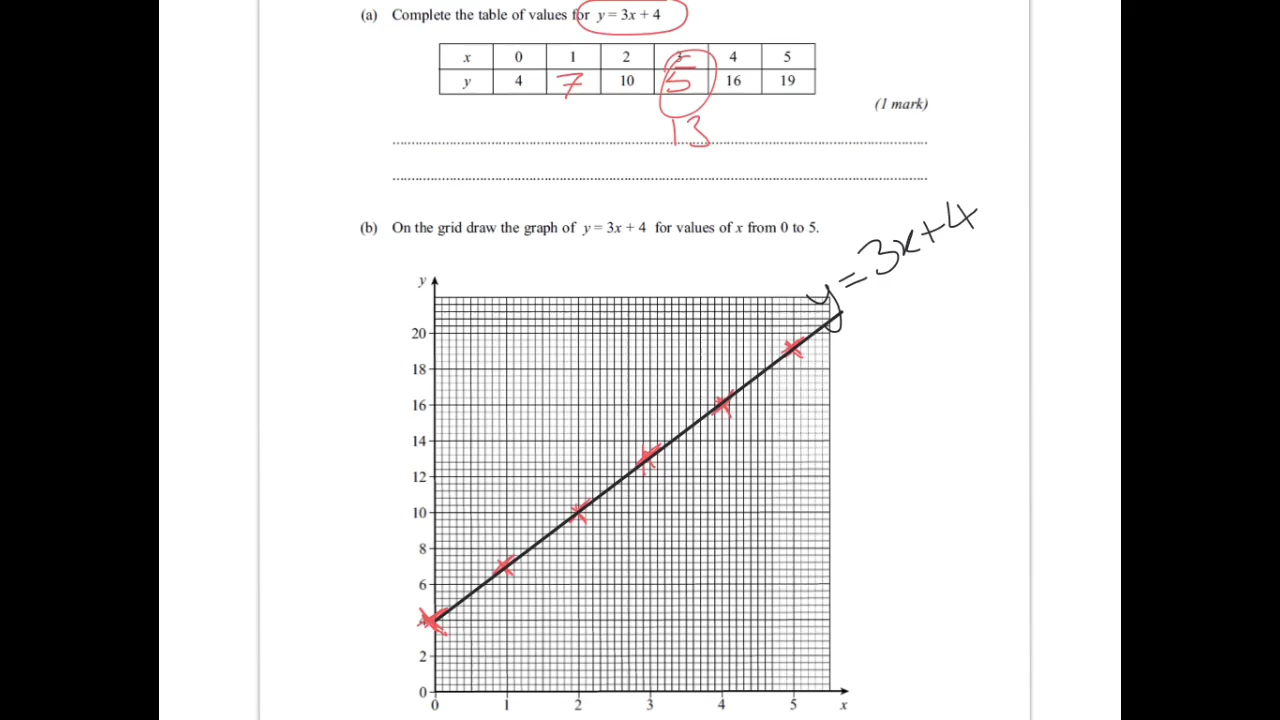 (a) Complete the table of values for y = 3x + 4
x 0 1 2 3 4 5
y 4 7 10 5 16 19
(1 mark)
13
(b) On the grid draw the graph of y = 3x + 4 for values of x from 0 to 5.
y = 3x + 4
y
20
18
16
14
12
10
8
6
4
2
0
0 1 2 3 4 5 x